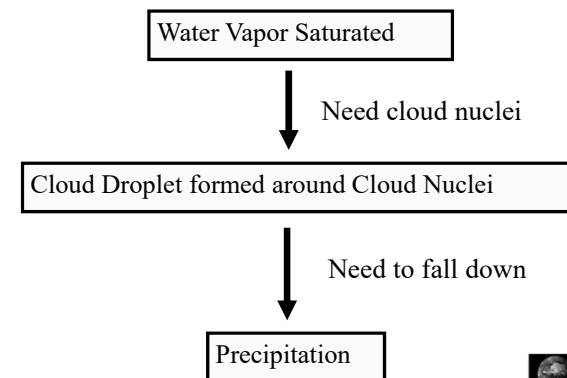 Water Vapor Saturated
Need cloud nuclei
Cloud Droplet formed around Cloud Nuclei
Need to fall down
Precipitation